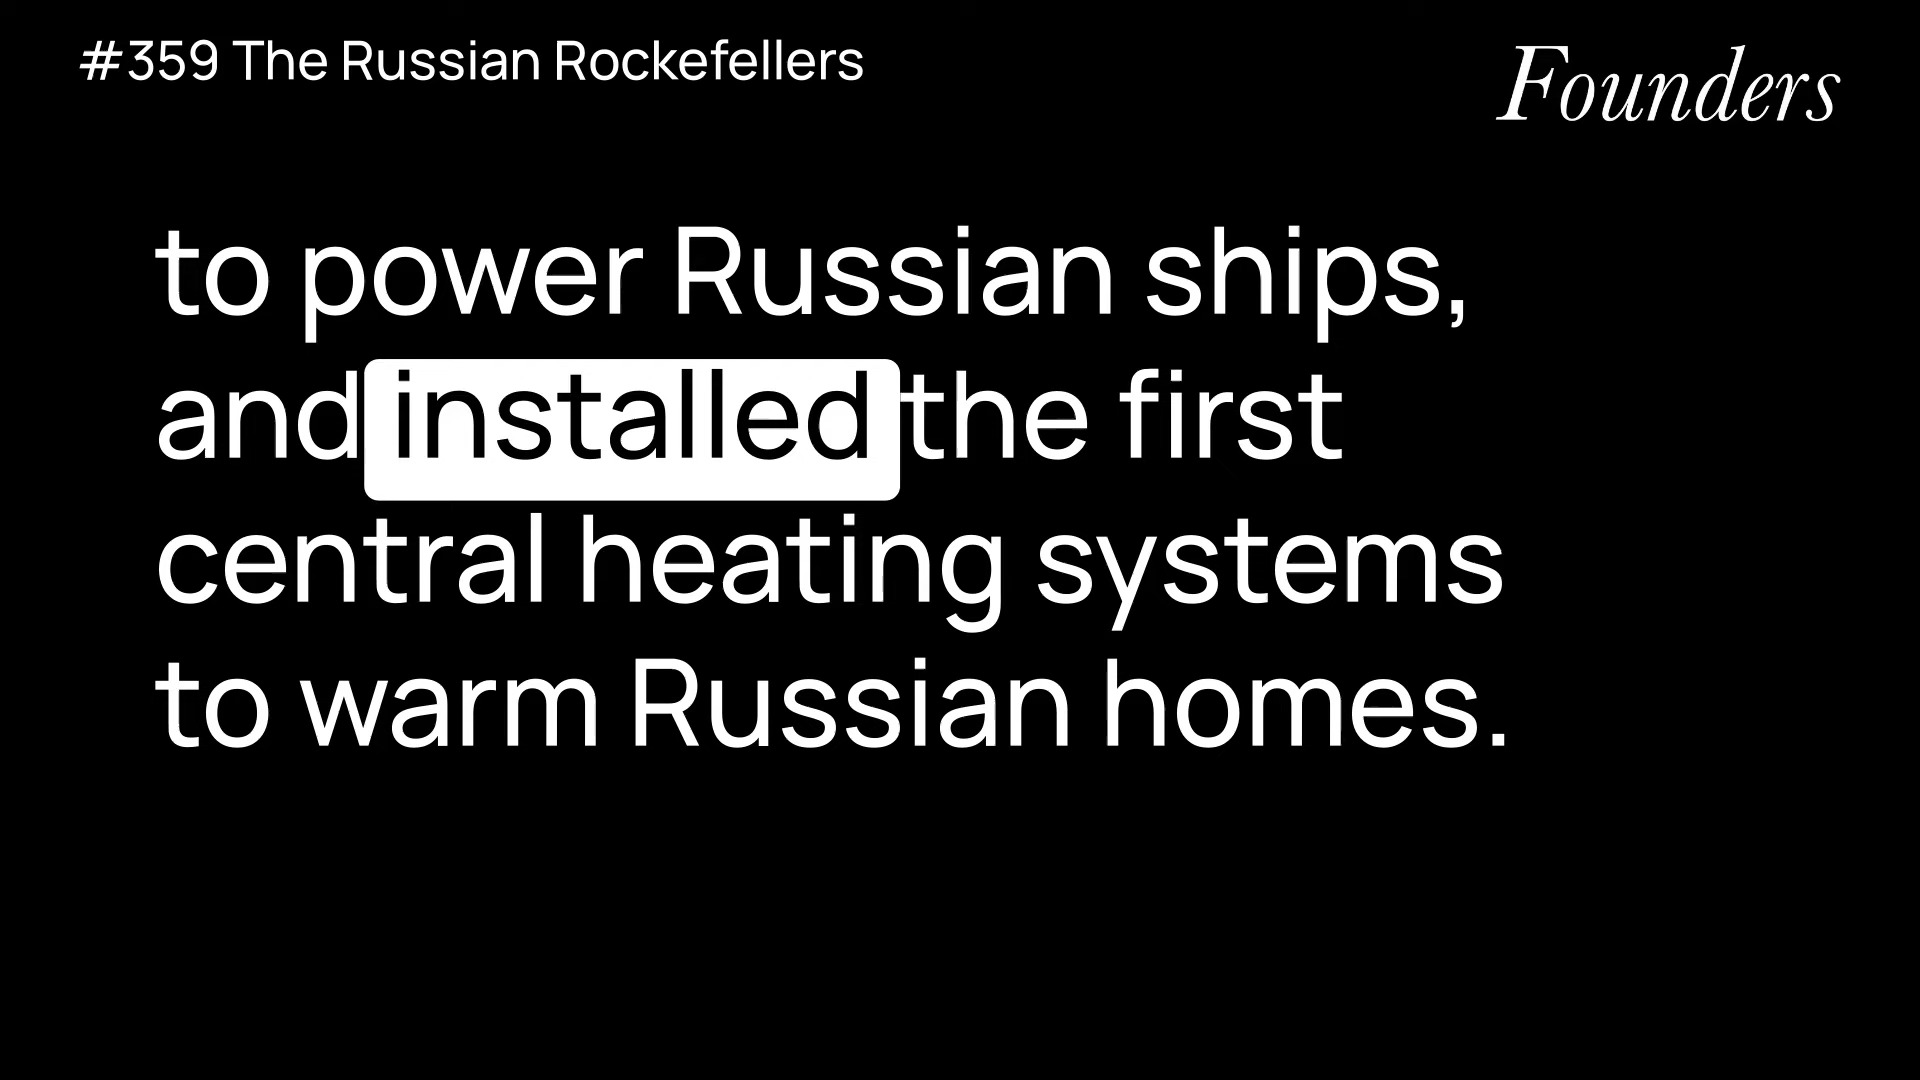 #359 The Russian Rockefellers
Founders
to power Russian ships,
and installed the first
central heating systems
to warm Russian homes.